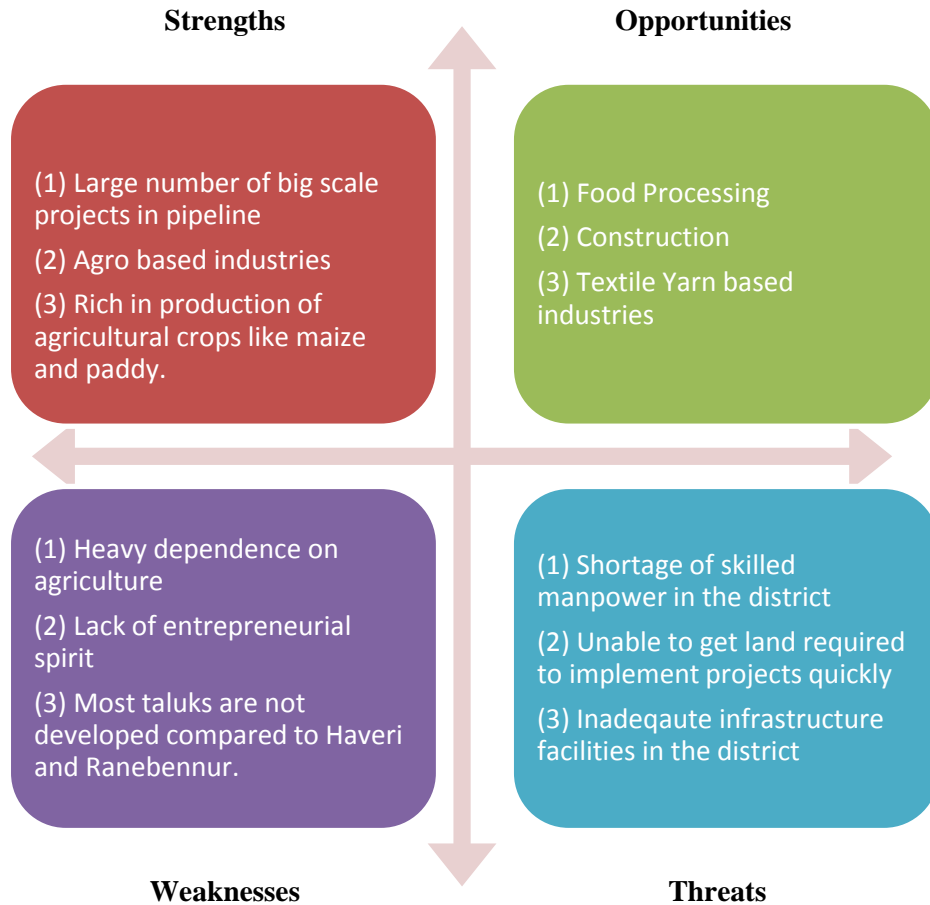 Strengths
Opportunities
(1) Large number of big scale
projects in pipeline
(2) Agro based industries
(3) Rich in production of
agricultural crops like maize
and paddy.
(1) Food Processing
(2) Construction
(3) Textile Yarn based
industries
(1) Heavy dependence on
agriculture
(2) Lack of entrepreneurial
spirit
(3) Most taluks are not
developed compared to Haveri
and Ranebennur.
(1) Shortage of skilled
manpower in the district
(2) Unable to get land required
to implement projects quickly
(3) Inadeqaute infrastructure
facilities in the district
Weaknesses
Threats